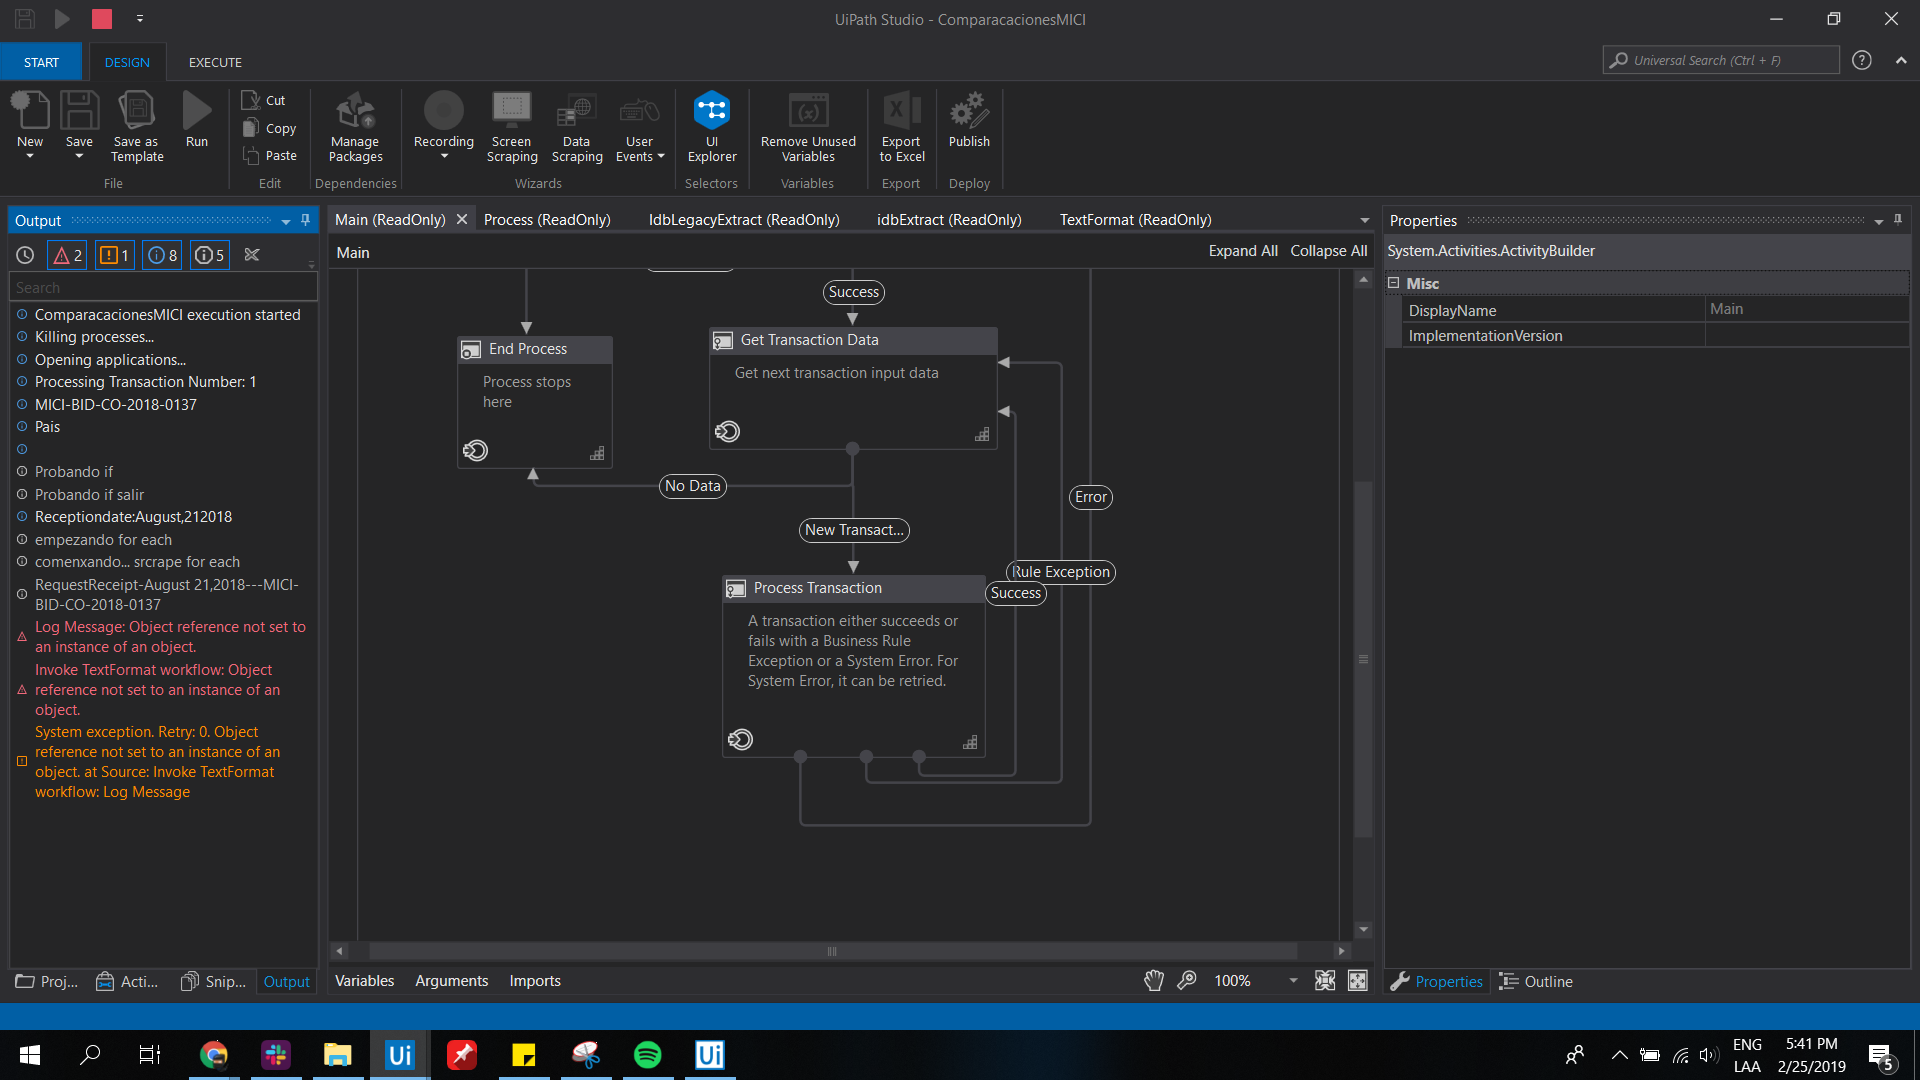 UiPath Studio - ComparacacionesMICI
START
DESIGN
EXECUTE
Universal Search (Ctrl + F)
New
Save
Save as
Template
Run
Cut
Copy
Paste
Manage
Packages
Recording
Screen
Scraping
Data
Scraping
User
Events
UI
Explorer
Remove Unused
Variables
Export
to Excel
Publish
File
Edit
Dependencies
Wizards
Selectors
Variables
Export
Deploy
Output
2
1
8
5
Search
ComparacacionesMICI execution started
Killing processes...
Opening applications...
Processing Transaction Number: 1
MICI-BID-CO-2018-0137
Pais
Probando if
Probando if salir
Receptiondate:August,212018
empezando for each
comenxando... srcrape for each
RequestReceipt-August 21,2018---MICI-
BID-CO-2018-0137
Log Message: Object reference not set to
an instance of an object.
Invoke TextFormat workflow: Object
reference not set to an instance of an
object.
System exception. Retry: 0. Object
reference not set to an instance of an
object. at Source: Invoke TextFormat
workflow: Log Message
Proj...
Acti...
Snip...
Output
Main (ReadOnly)
Process (ReadOnly)
IdbLegacyExtract (ReadOnly)
idbExtract (ReadOnly)
TextFormat (ReadOnly)
Main
Expand All
Collapse All
Success
End Process
Process stops
here
Get Transaction Data
Get next transaction input data
No Data
Error
New Transact...
Rule Exception
Success
Process Transaction
A transaction either succeeds or
fails with a Business Rule
Exception or a System Error. For
System Error, it can be retried.
Variables
Arguments
Imports
100%
Properties
System.Activities.ActivityBuilder
Misc
DisplayName
Main
ImplementationVersion
Properties
Outline
Ui
Ui
ENG
LAA
5:41 PM
2/25/2019
5